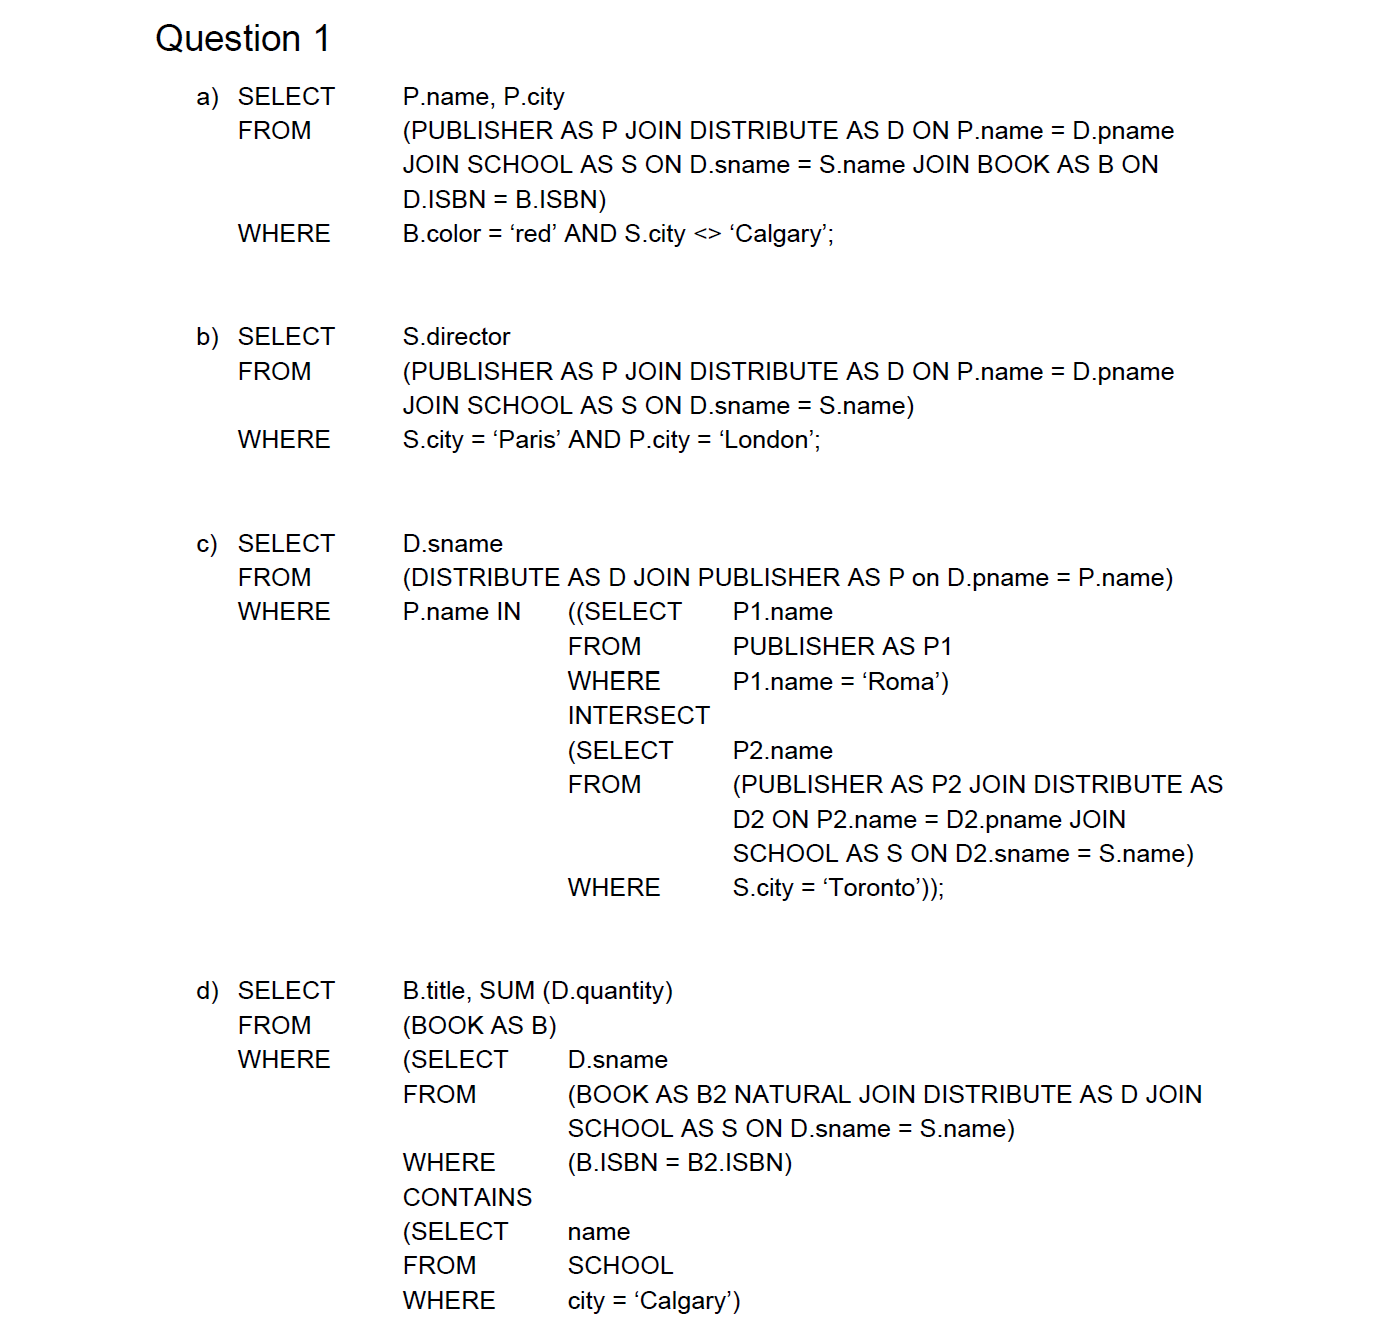 Question 1
a) SELECT P.name, P.city
FROM (PUBLISHER AS P JOIN DISTRIBUTE AS D ON P.name = D.pname
JOIN SCHOOL AS S ON D.sname = S.name JOIN BOOK AS B ON
D.ISBN = B.ISBN)
WHERE B.color = ‘red’ AND S.city <> ‘Calgary’;
b) SELECT S.director
FROM (PUBLISHER AS P JOIN DISTRIBUTE AS D ON P.name = D.pname
JOIN SCHOOL AS S ON D.sname = S.name)
WHERE S.city = ‘Paris’ AND P.city = ‘London’;
c) SELECT D.sname
FROM (DISTRIBUTE AS D JOIN PUBLISHER AS P on D.pname = P.name)
WHERE P.name IN ((SELECT P1.name
FROM PUBLISHER AS P1
WHERE P1.name = ‘Roma’)
INTERSECT
(SELECT P2.name
FROM (PUBLISHER AS P2 JOIN DISTRIBUTE AS
D2 ON P2.name = D2.pname JOIN
SCHOOL AS S ON D2.sname = S.name)
WHERE S.city = ‘Toronto’));
d) SELECT B.title, SUM (D.quantity)
FROM (BOOK AS B)
WHERE (SELECT D.sname
FROM (BOOK AS B2 NATURAL JOIN DISTRIBUTE AS D JOIN
SCHOOL AS S ON D.sname = S.name)
WHERE (B.ISBN = B2.ISBN)
CONTAINS
(SELECT name
FROM SCHOOL
WHERE city = ‘Calgary’)